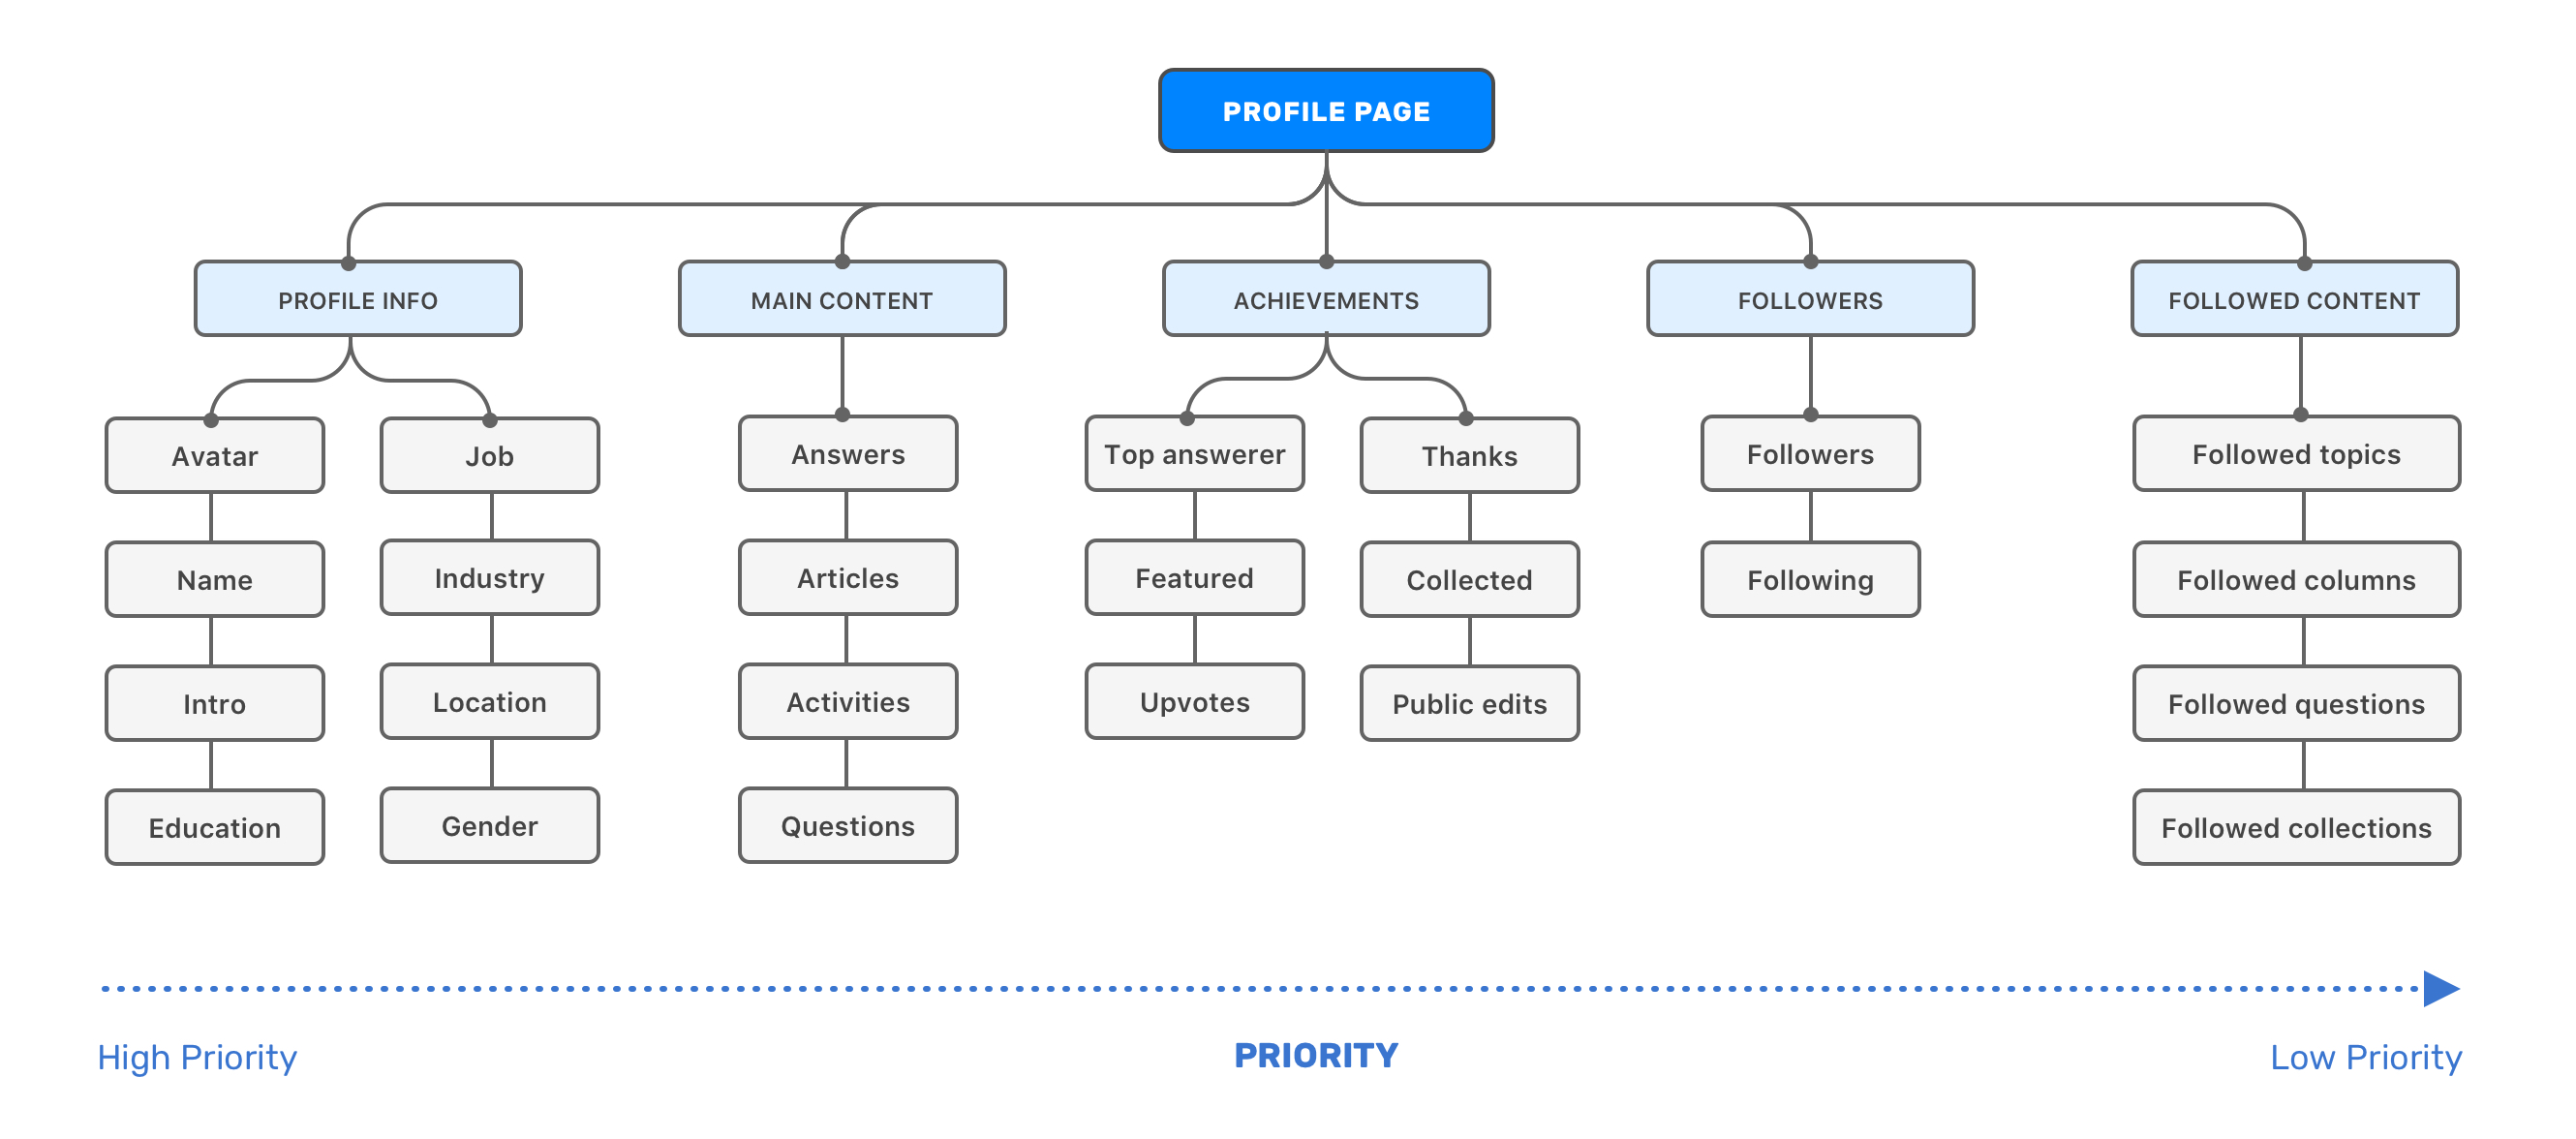 PROFILE PAGE
PROFILE INFO
MAIN CONTENT
ACHIEVEMENTS
FOLLOWERS
FOLLOWED CONTENT
Avatar
Name
Intro
Education
Job
Industry
Location
Gender
Answers
Articles
Activities
Questions
Top answerer
Featured
Upvotes
Thanks
Collected
Public edits
Followers
Following
Followed topics
Followed columns
Followed questions
Followed collections
High Priority
PRIORITY
Low Priority